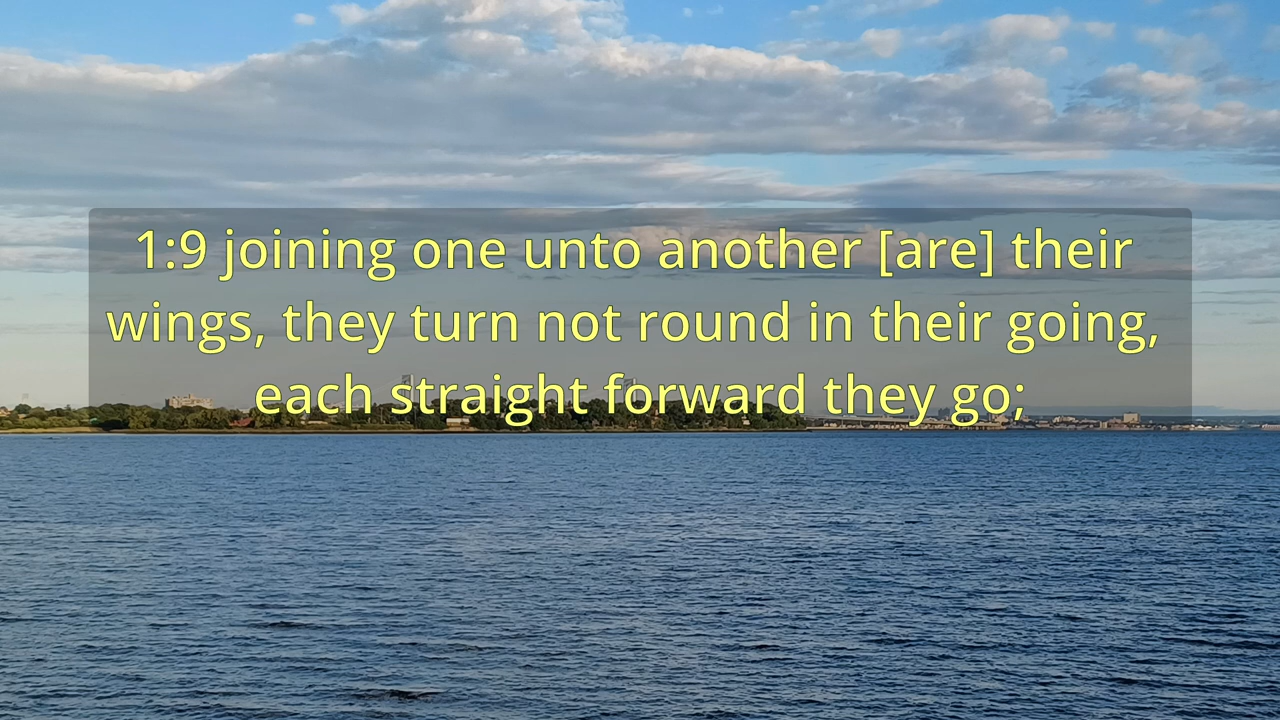 1:9 joining one unto another [are] their
wings, they turn not round in their going,
each straight forward they go;